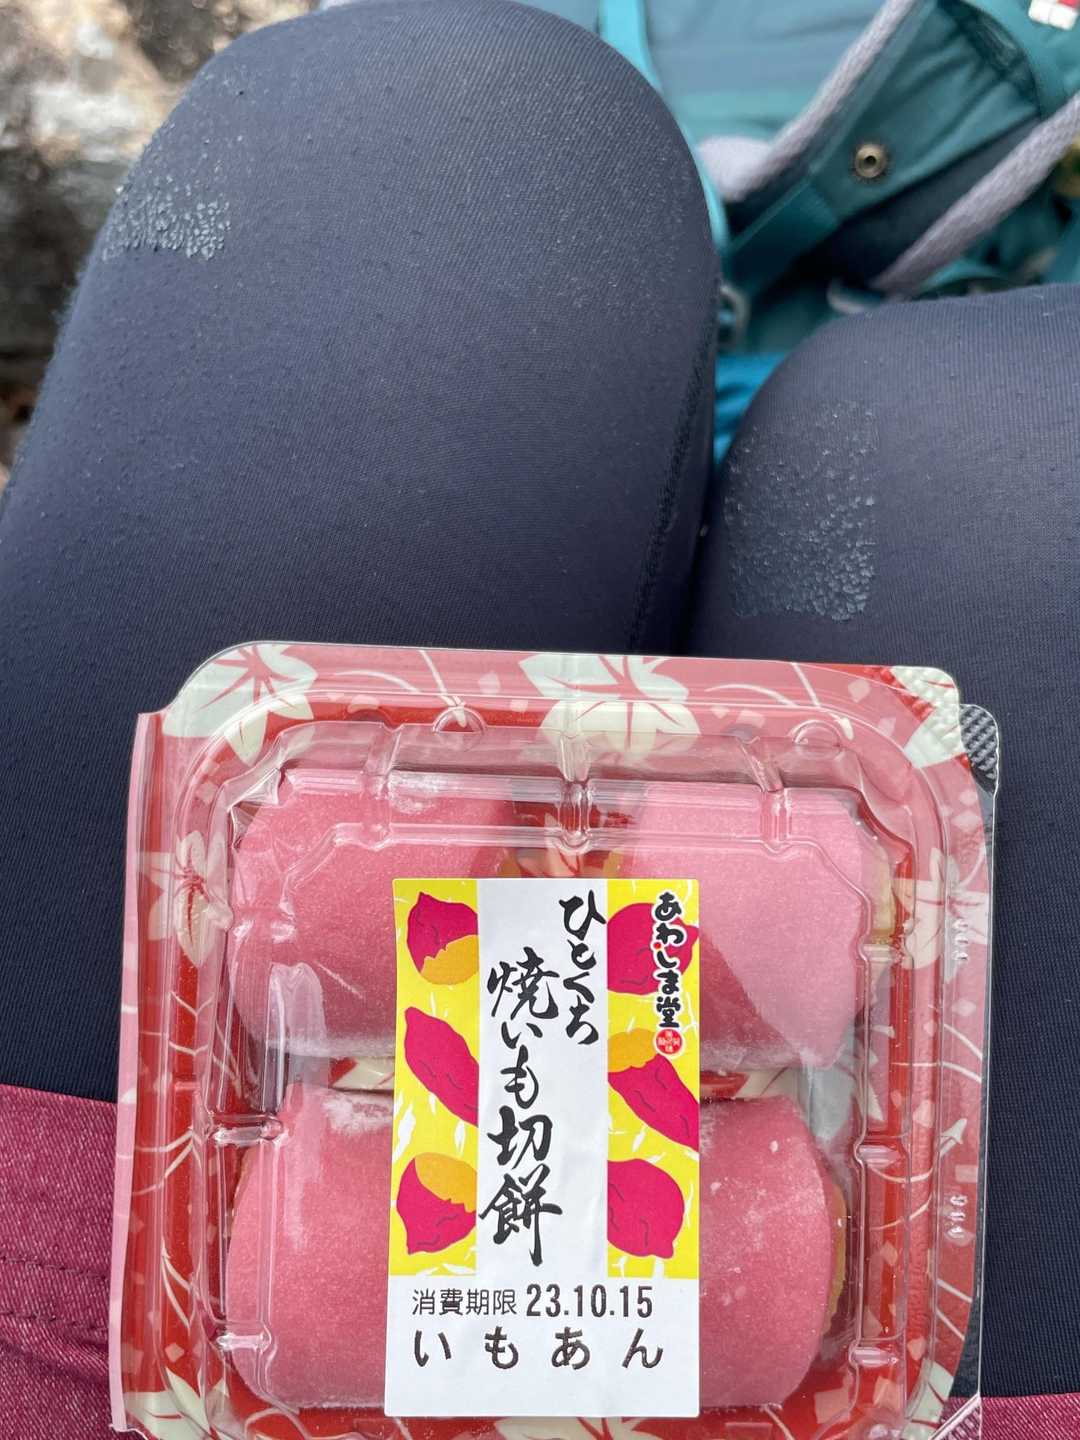 あわしま堂
ひとくち
焼いも切餅
消費期限 23.10.15
いもあん